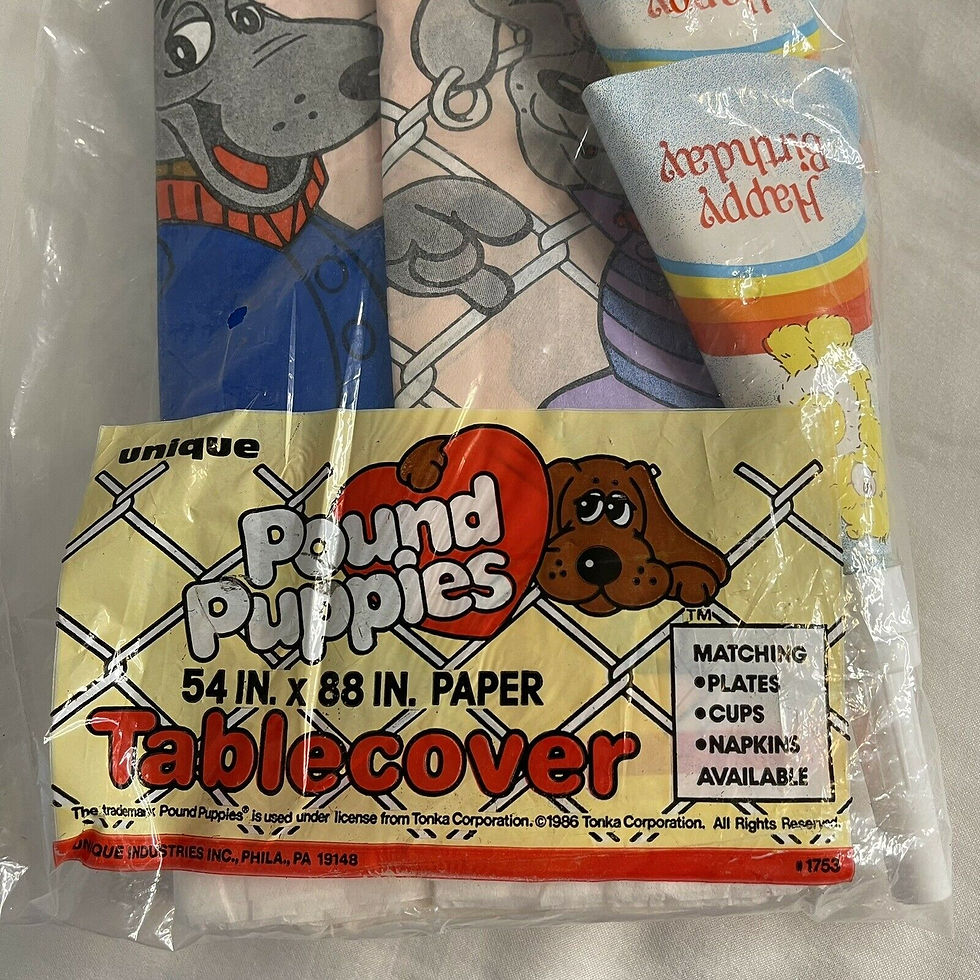 Happy
Happy
Birthday
unique
Pound
Puppies
TM
54 IN. x 88 IN. PAPER
Tablecover
MATCHING
•PLATES
•CUPS
•NAPKINS
AVAILABLE
The trademark Pound Puppies® is used under license from Tonka Corporation. ©1986 Tonka Corporation. All Rights Reserved.
UNIQUE INDUSTRIES INC., PHILA., PA 19148
#1753